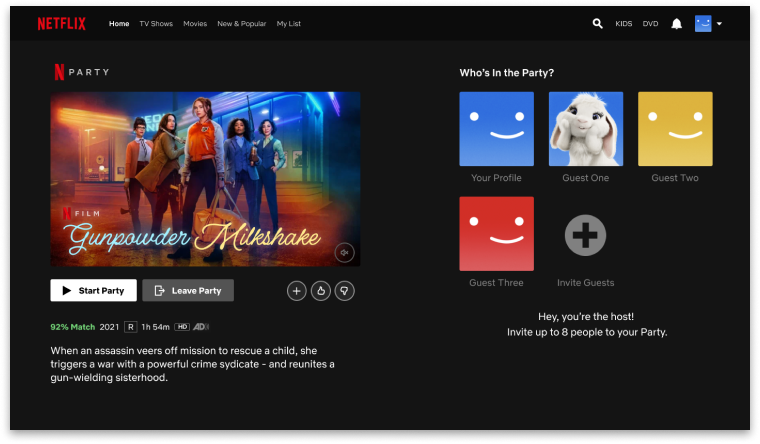 NETFLIX
Home TV Shows Movies New & Popular My List
KIDS DVD
N PARTY
Who's In the Party?
N FILM
Gunpowder Milkshake
Your Profile Guest One Guest Two
Guest Three Invite Guests
Start Party Leave Party
92% Match 2021 R 1h 54m HD AD
When an assassin veers off mission to rescue a child, she
triggers a war with a powerful crime sydicate - and reunites a
gun-wielding sisterhood.
Hey, you're the host!
Invite up to 8 people to your Party.